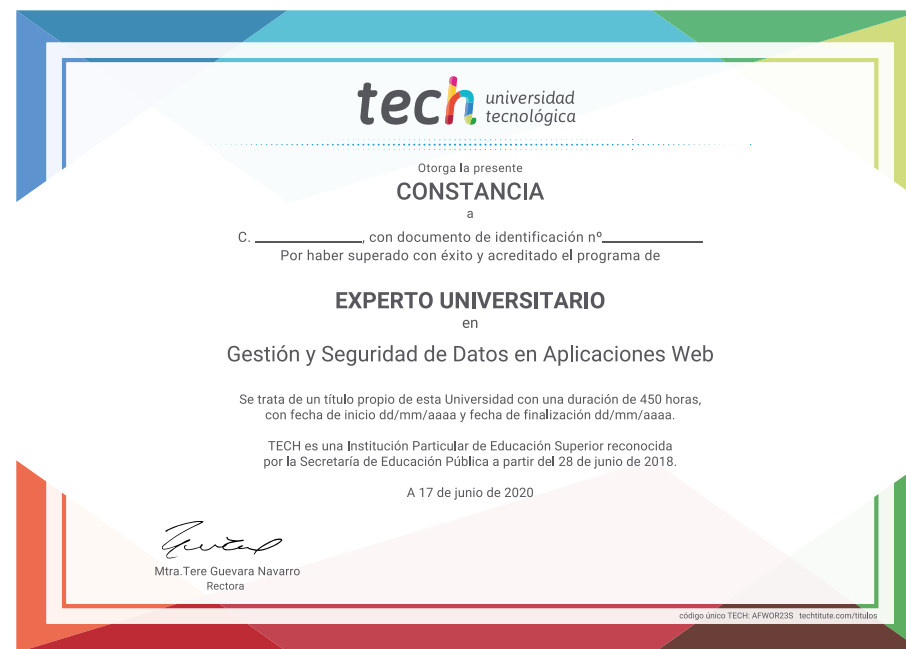 tech universidad
tecnológica
Otorga la presente
CONSTANCIA
a
C. ____________, con documento de identificación nº____________
Por haber superado con éxito y acreditado el programa de
EXPERTO UNIVERSITARIO
en
Gestión y Seguridad de Datos en Aplicaciones Web
Se trata de un título propio de esta Universidad con una duración de 450 horas,
con fecha de inicio dd/mm/aaaa y fecha de finalización dd/mm/aaaa.
TECH es una Institución Particular de Educación Superior reconocida
por la Secretaría de Educación Pública a partir del 28 de junio de 2018.
A 17 de junio de 2020
Mtra.Tere Guevara Navarro
Rectora
código único TECH: AFWOR23S techtitute.com/titulos